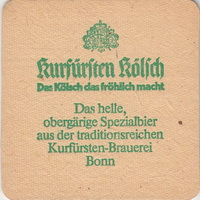 Kurfürsten Kölsch
Das Kölsch das fröhlich macht
Das helle,
obergärige Spezialbier
aus der traditionsreichen
Kurfürsten-Brauerei
Bonn